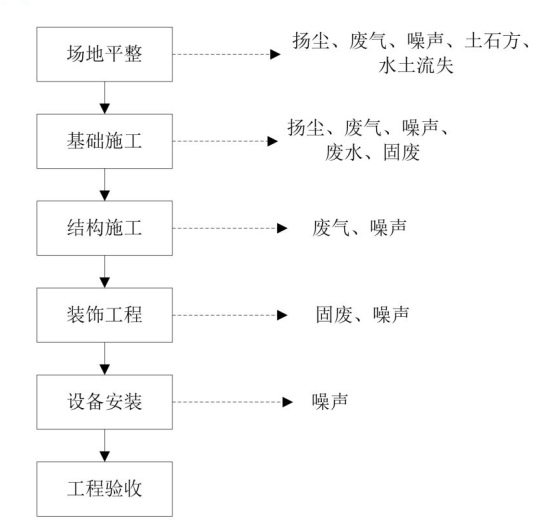 场地平整
扬尘、废气、噪声、土石方、
水土流失
基础施工
扬尘、废气、噪声、
废水、固废
结构施工
废气、噪声
装饰工程
固废、噪声
设备安装
噪声
工程验收